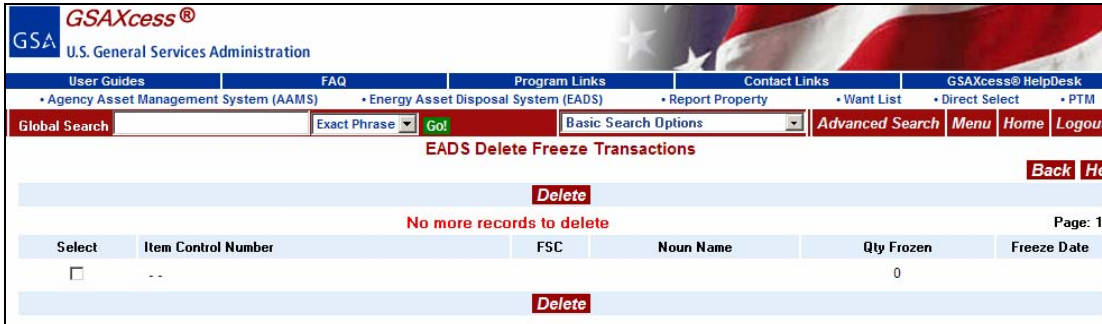 GSAXcess®
GSA
U.S. General Services Administration
User Guides FAQ Program Links Contact Links GSAXcess® HelpDesk
• Agency Asset Management System (AAMS) • Energy Asset Disposal System (EADS) • Report Property • Want List • Direct Select • PTM
Global Search Exact Phrase Go! Basic Search Options Advanced Search Menu Home Logou
EADS Delete Freeze Transactions
Back He
Delete
No more records to delete Page: 1
Select Item Control Number FSC Noun Name Qty Frozen Freeze Date
- - 0
Delete